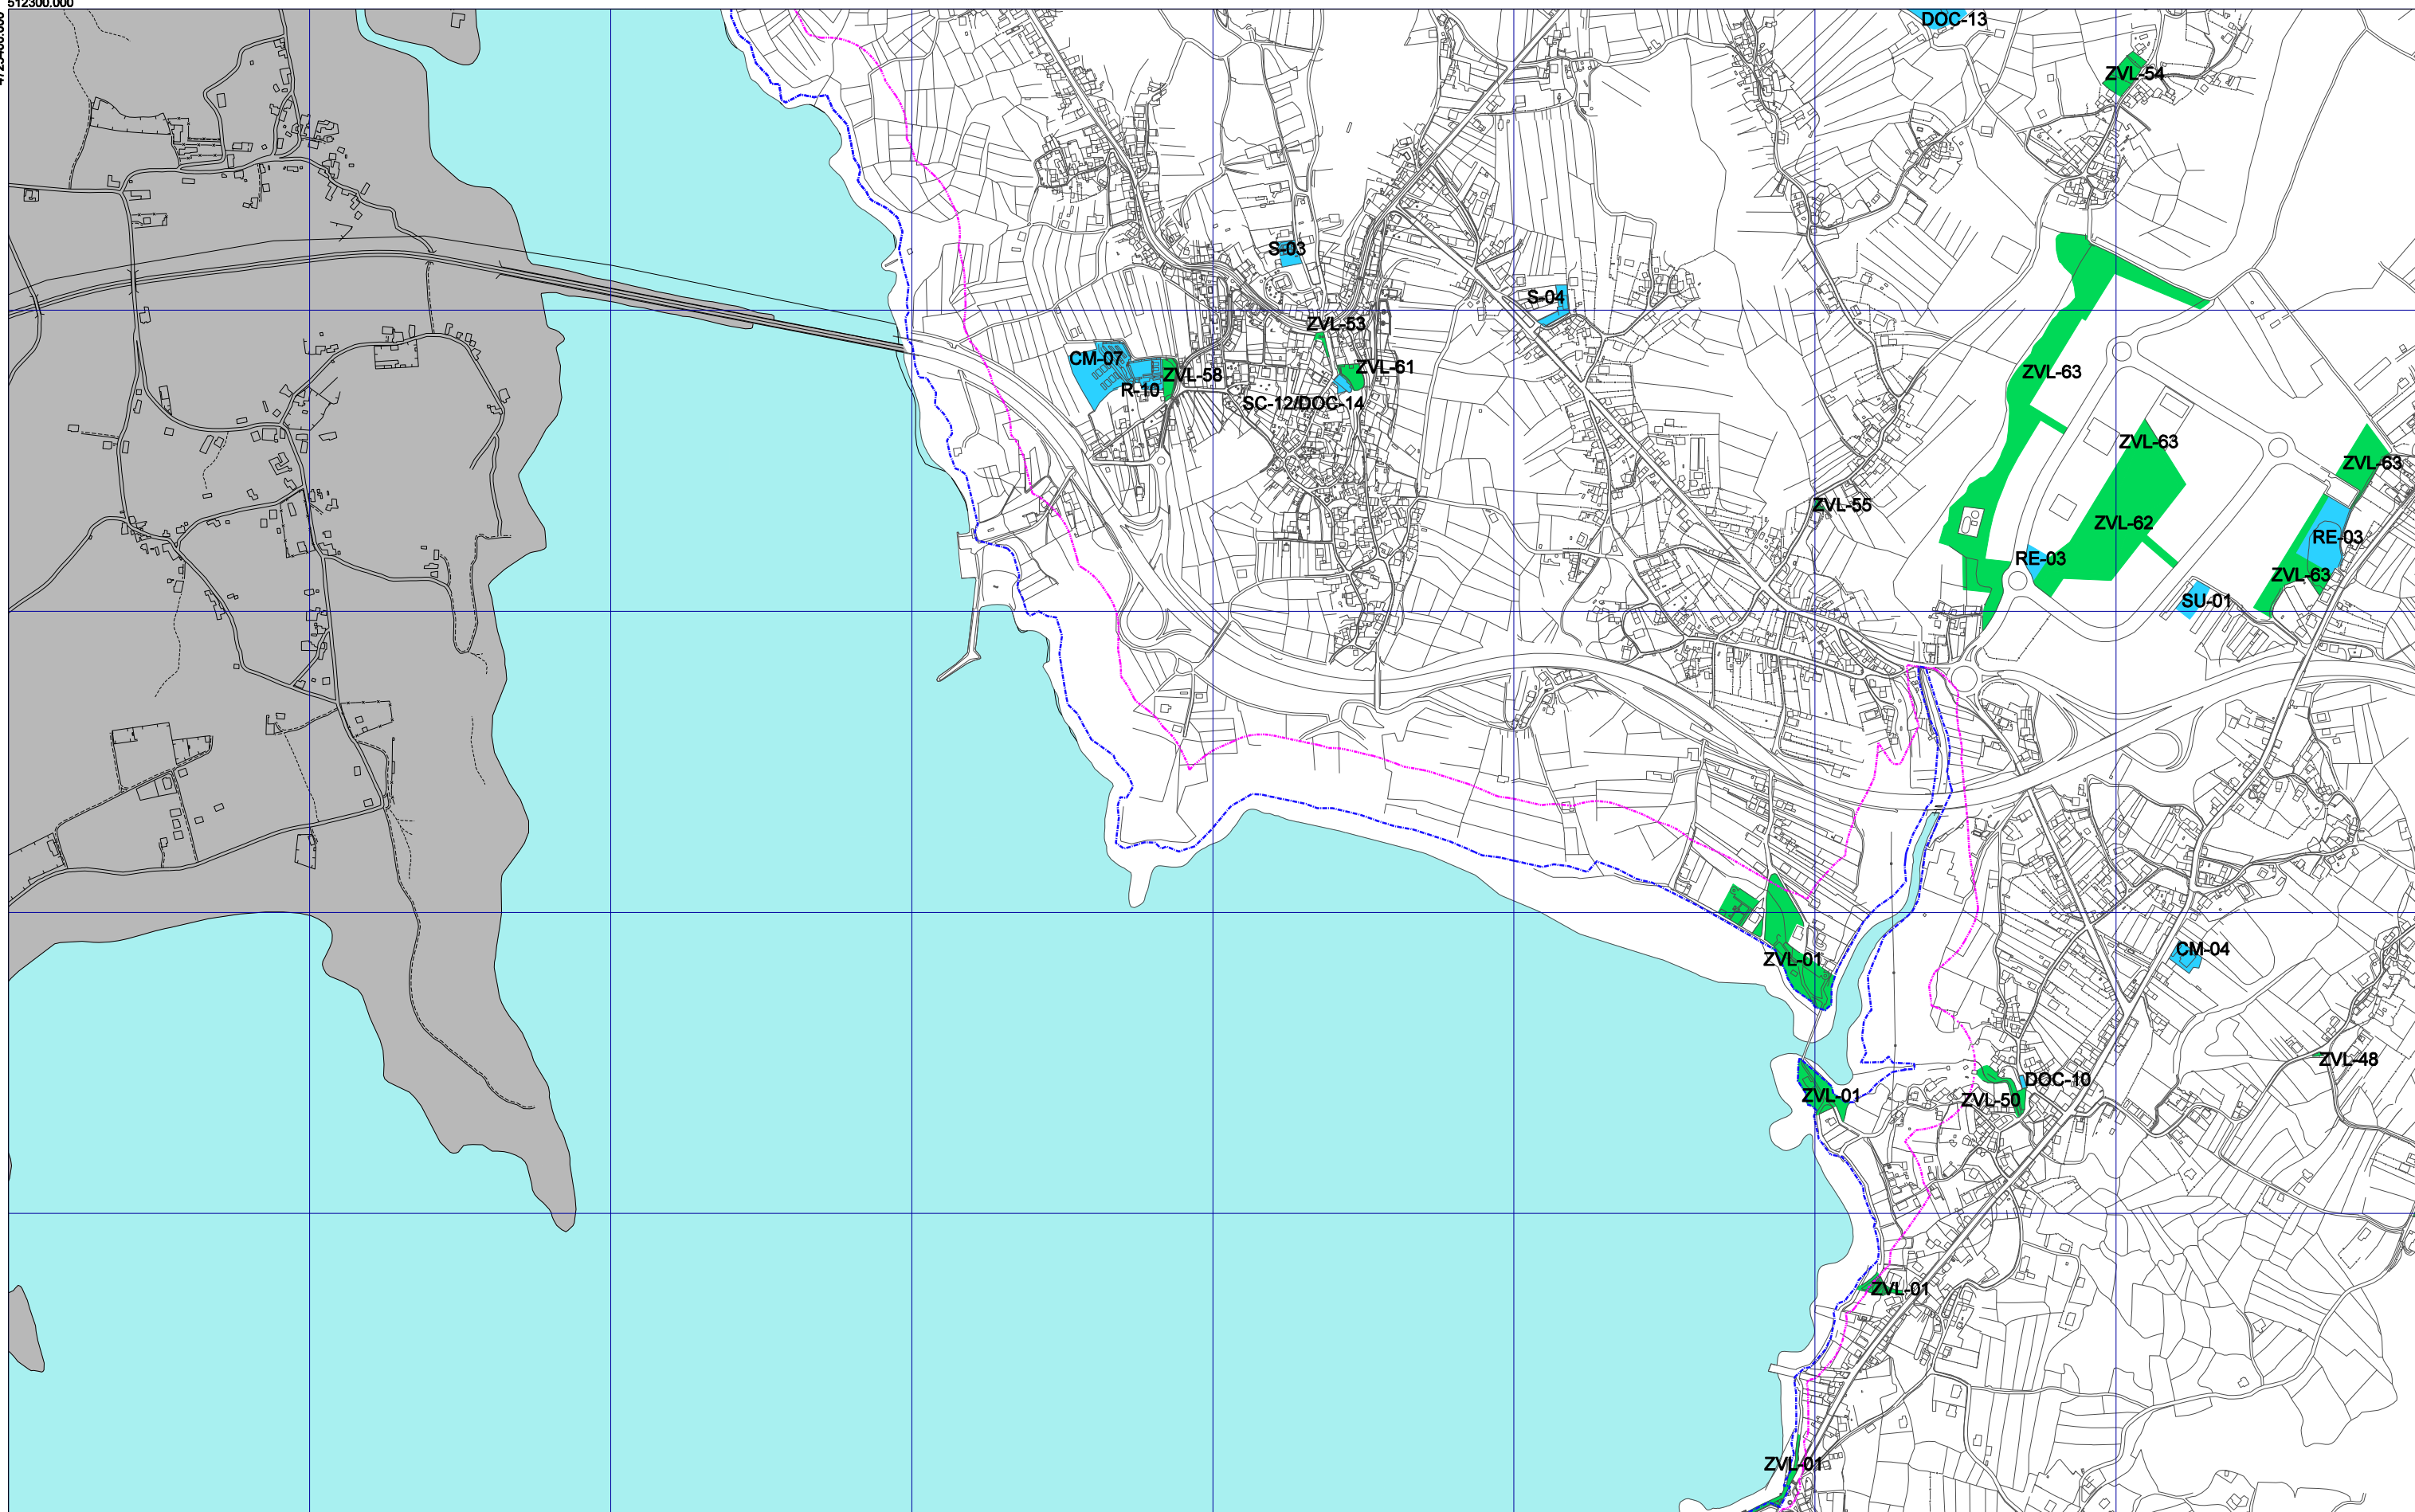 512300.000
DOC-13
ZVL-54
S-03
S-04
ZVL-53
CM-07
ZVL-58
ZVL-61
R-10
SC-12/DOC-14
ZVL-63
ZVL-63
ZVL-63
ZVL-55
ZVL-62
RE-03
RE-03
ZVL-63
SU-01
CM-04
ZVL-01
ZVL-48
DOC-10
ZVL-01
ZVL-50
ZVL-01
ZVL-01